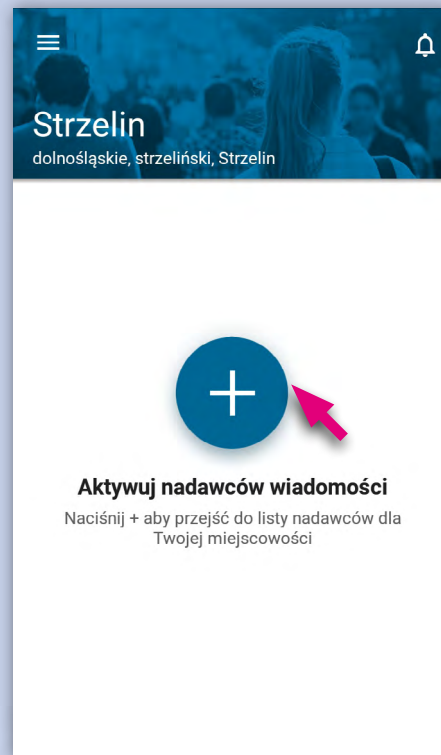 Strzelin
dolnośląskie, strzeliński, Strzelin
Aktywuj nadawców wiadomości
Naciśnij + aby przejść do listy nadawców dla
Twojej miejscowości